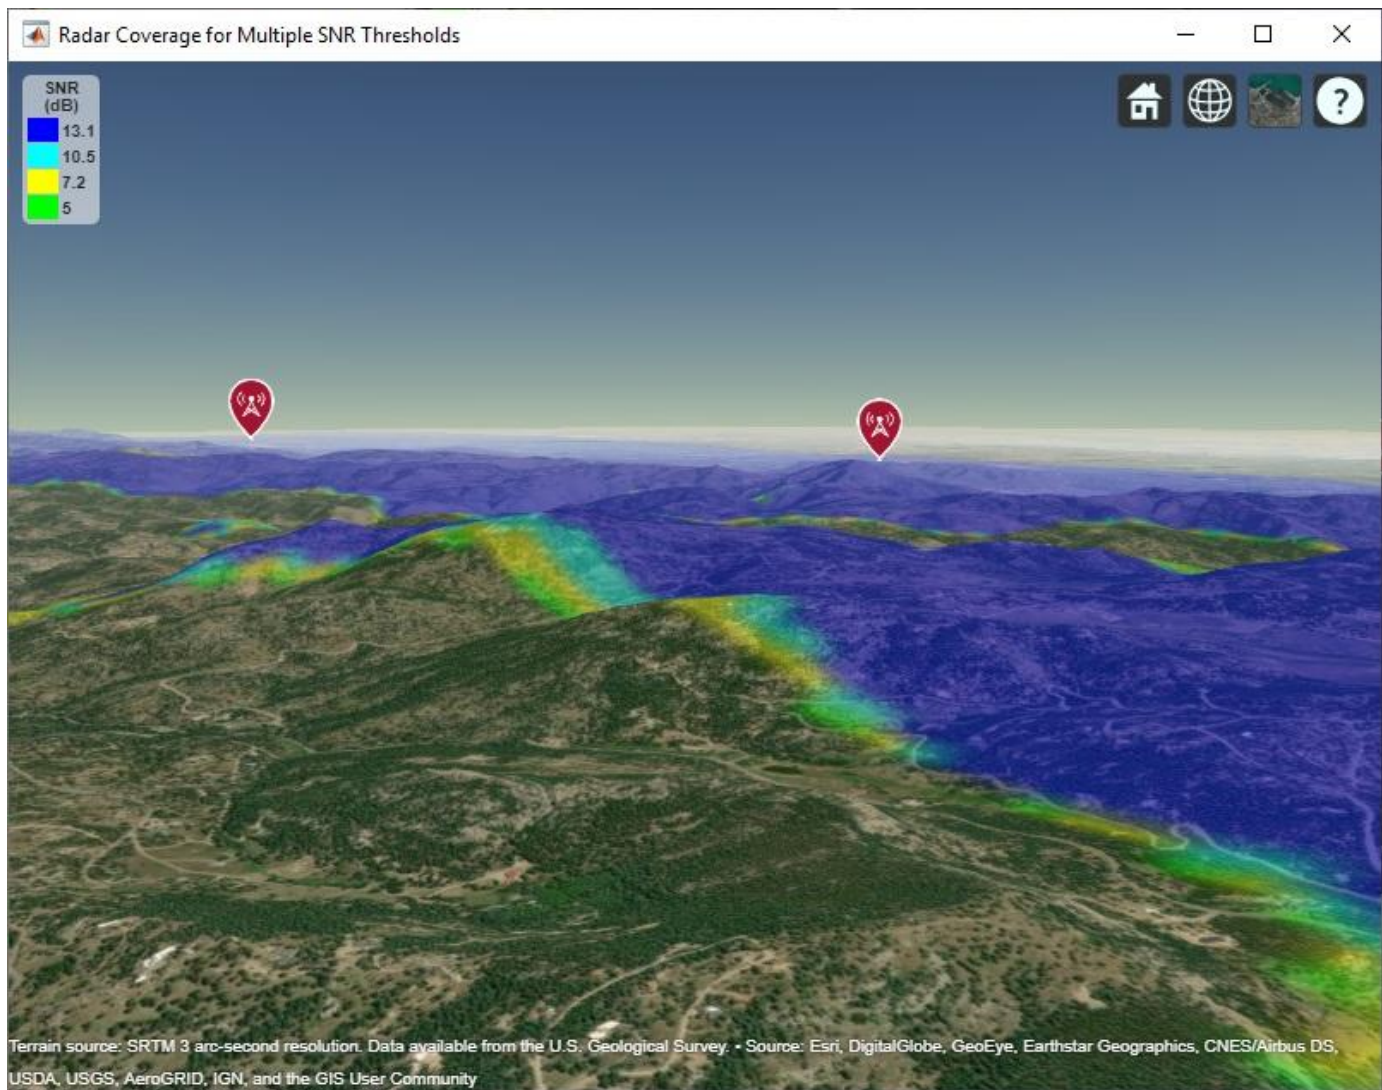 Radar Coverage for Multiple SNR Thresholds
SNR
(dB)
13.1
10.5
7.2
5
?
Terrain source: SRTM 3 arc-second resolution. Data available from the U.S. Geological Survey. • Source: Esri, DigitalGlobe, GeoEye, Earthstar Geographics, CNES/Airbus DS,
USDA, USGS, AeroGRID, IGN, and the GIS User Community